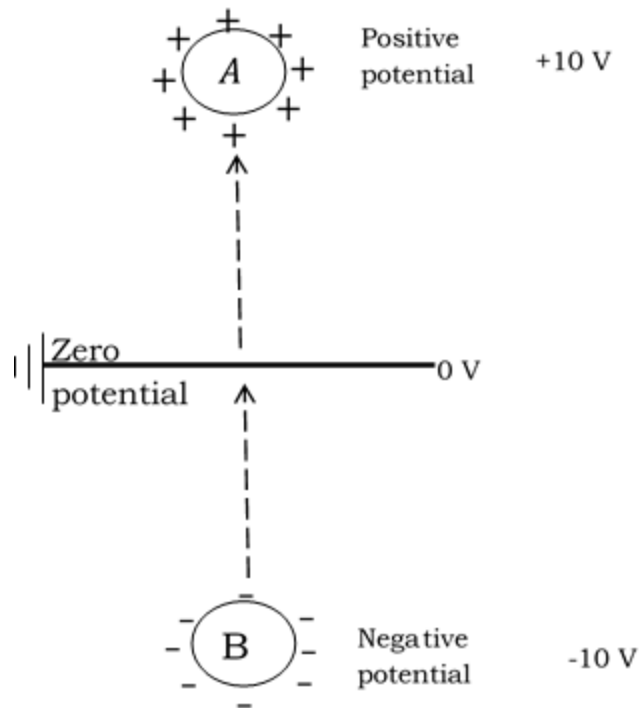 A
Positive
potential
+10 V
Zero
potential
0 V
B
Negative
potential
-10 V